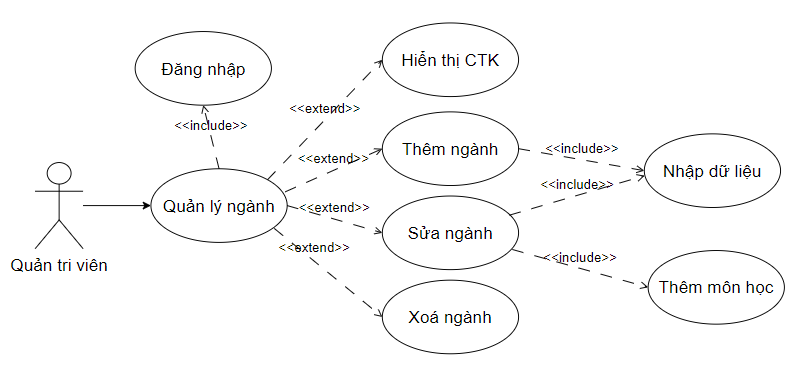 Hiển thị CTK
Đăng nhập
<<extend>>
<<include>>
Thêm ngành
<<include>>
<<extend>>
Nhập dữ liệu
<<include>>
Quản lý ngành
<<extend>>
Sửa ngành
<<extend>>
<<include>>
Quản tri viên
Thêm môn học
Xoá ngành